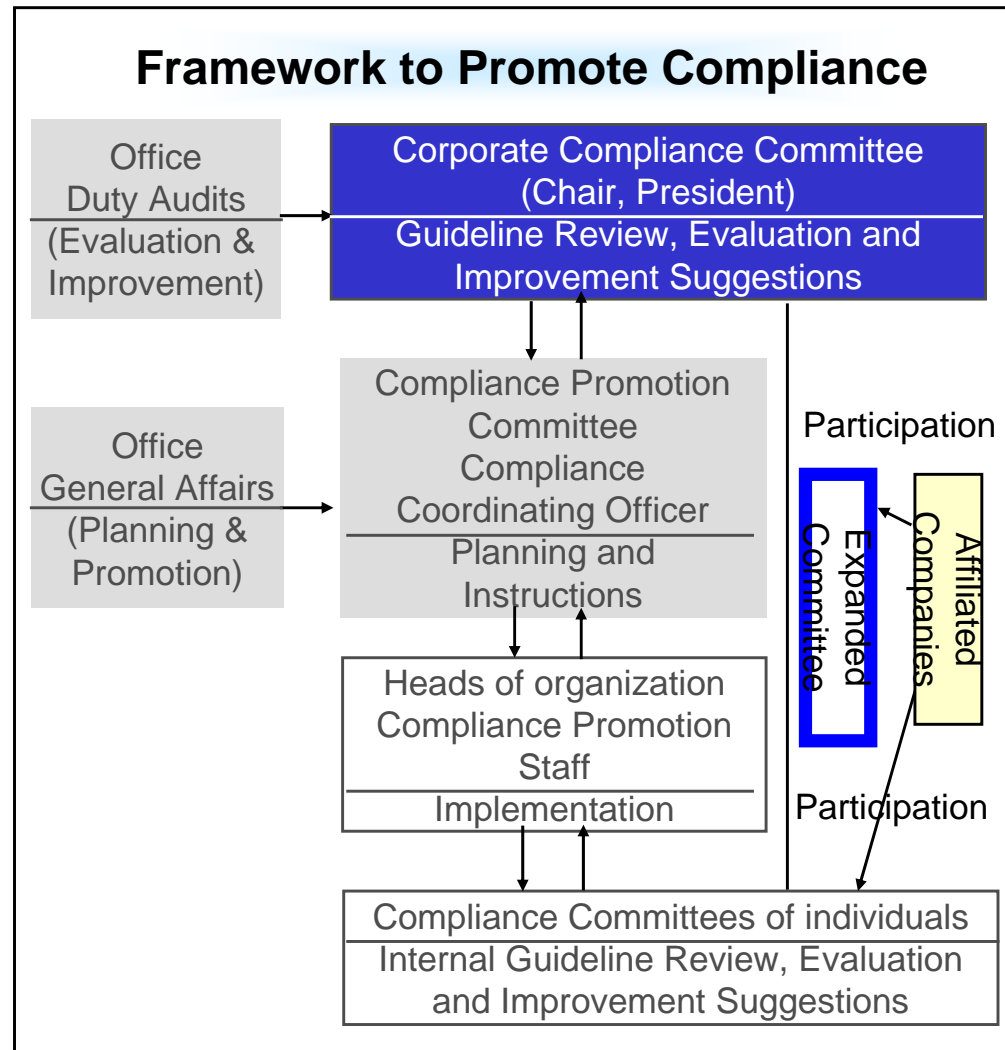 Framework to Promote Compliance
Office
Duty Audits
(Evaluation &
Improvement)
Corporate Compliance Committee
(Chair, President)
Guideline Review, Evaluation and
Improvement Suggestions
Office
General Affairs
(Planning &
Promotion)
Compliance Promotion
Committee
Compliance
Coordinating Officer
Planning and
Instructions
Participation
Expanded
Committee
Affiliated
Companies
Heads of organization
Compliance Promotion
Staff
Implementation
Participation
Compliance Committees of individuals
Internal Guideline Review, Evaluation
and Improvement Suggestions